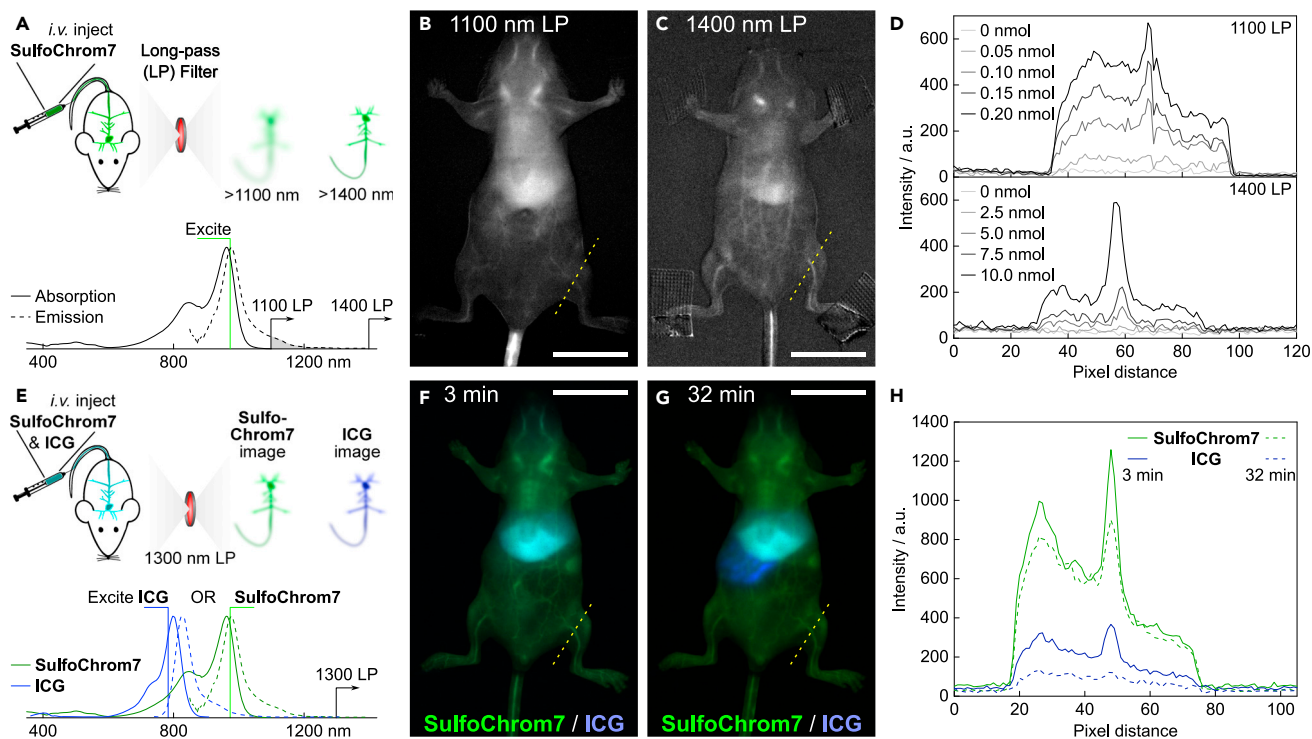 A
i.v. inject
SulfoChrom7
Long-pass
(LP) Filter
>1100 nm
>1400 nm
Excite
Absorption
Emission
1100 LP
1400 LP
400
800
1200 nm
B
1100 nm LP
C
1400 nm LP
D
1100 LP
0 nmol
0.05 nmol
0.10 nmol
0.15 nmol
0.20 nmol
600
400
200
0
1400 LP
0 nmol
2.5 nmol
5.0 nmol
7.5 nmol
10.0 nmol
600
400
200
0
Intensity / a.u.
0 20 40 60 80 100 120
Pixel distance
E
i.v. inject
SulfoChrom7
& ICG
1300 nm LP
Sulfo-
Chrom7
image
ICG
image
Excite ICG OR SulfoChrom7
SulfoChrom7
ICG
1300 LP
400
800
1200 nm
F
3 min
SulfoChrom7 / ICG
G
32 min
SulfoChrom7 / ICG
H
SulfoChrom7
ICG
3 min
32 min
1400
1200
1000
800
600
400
200
0
Intensity / a.u.
0 20 40 60 80 100
Pixel distance